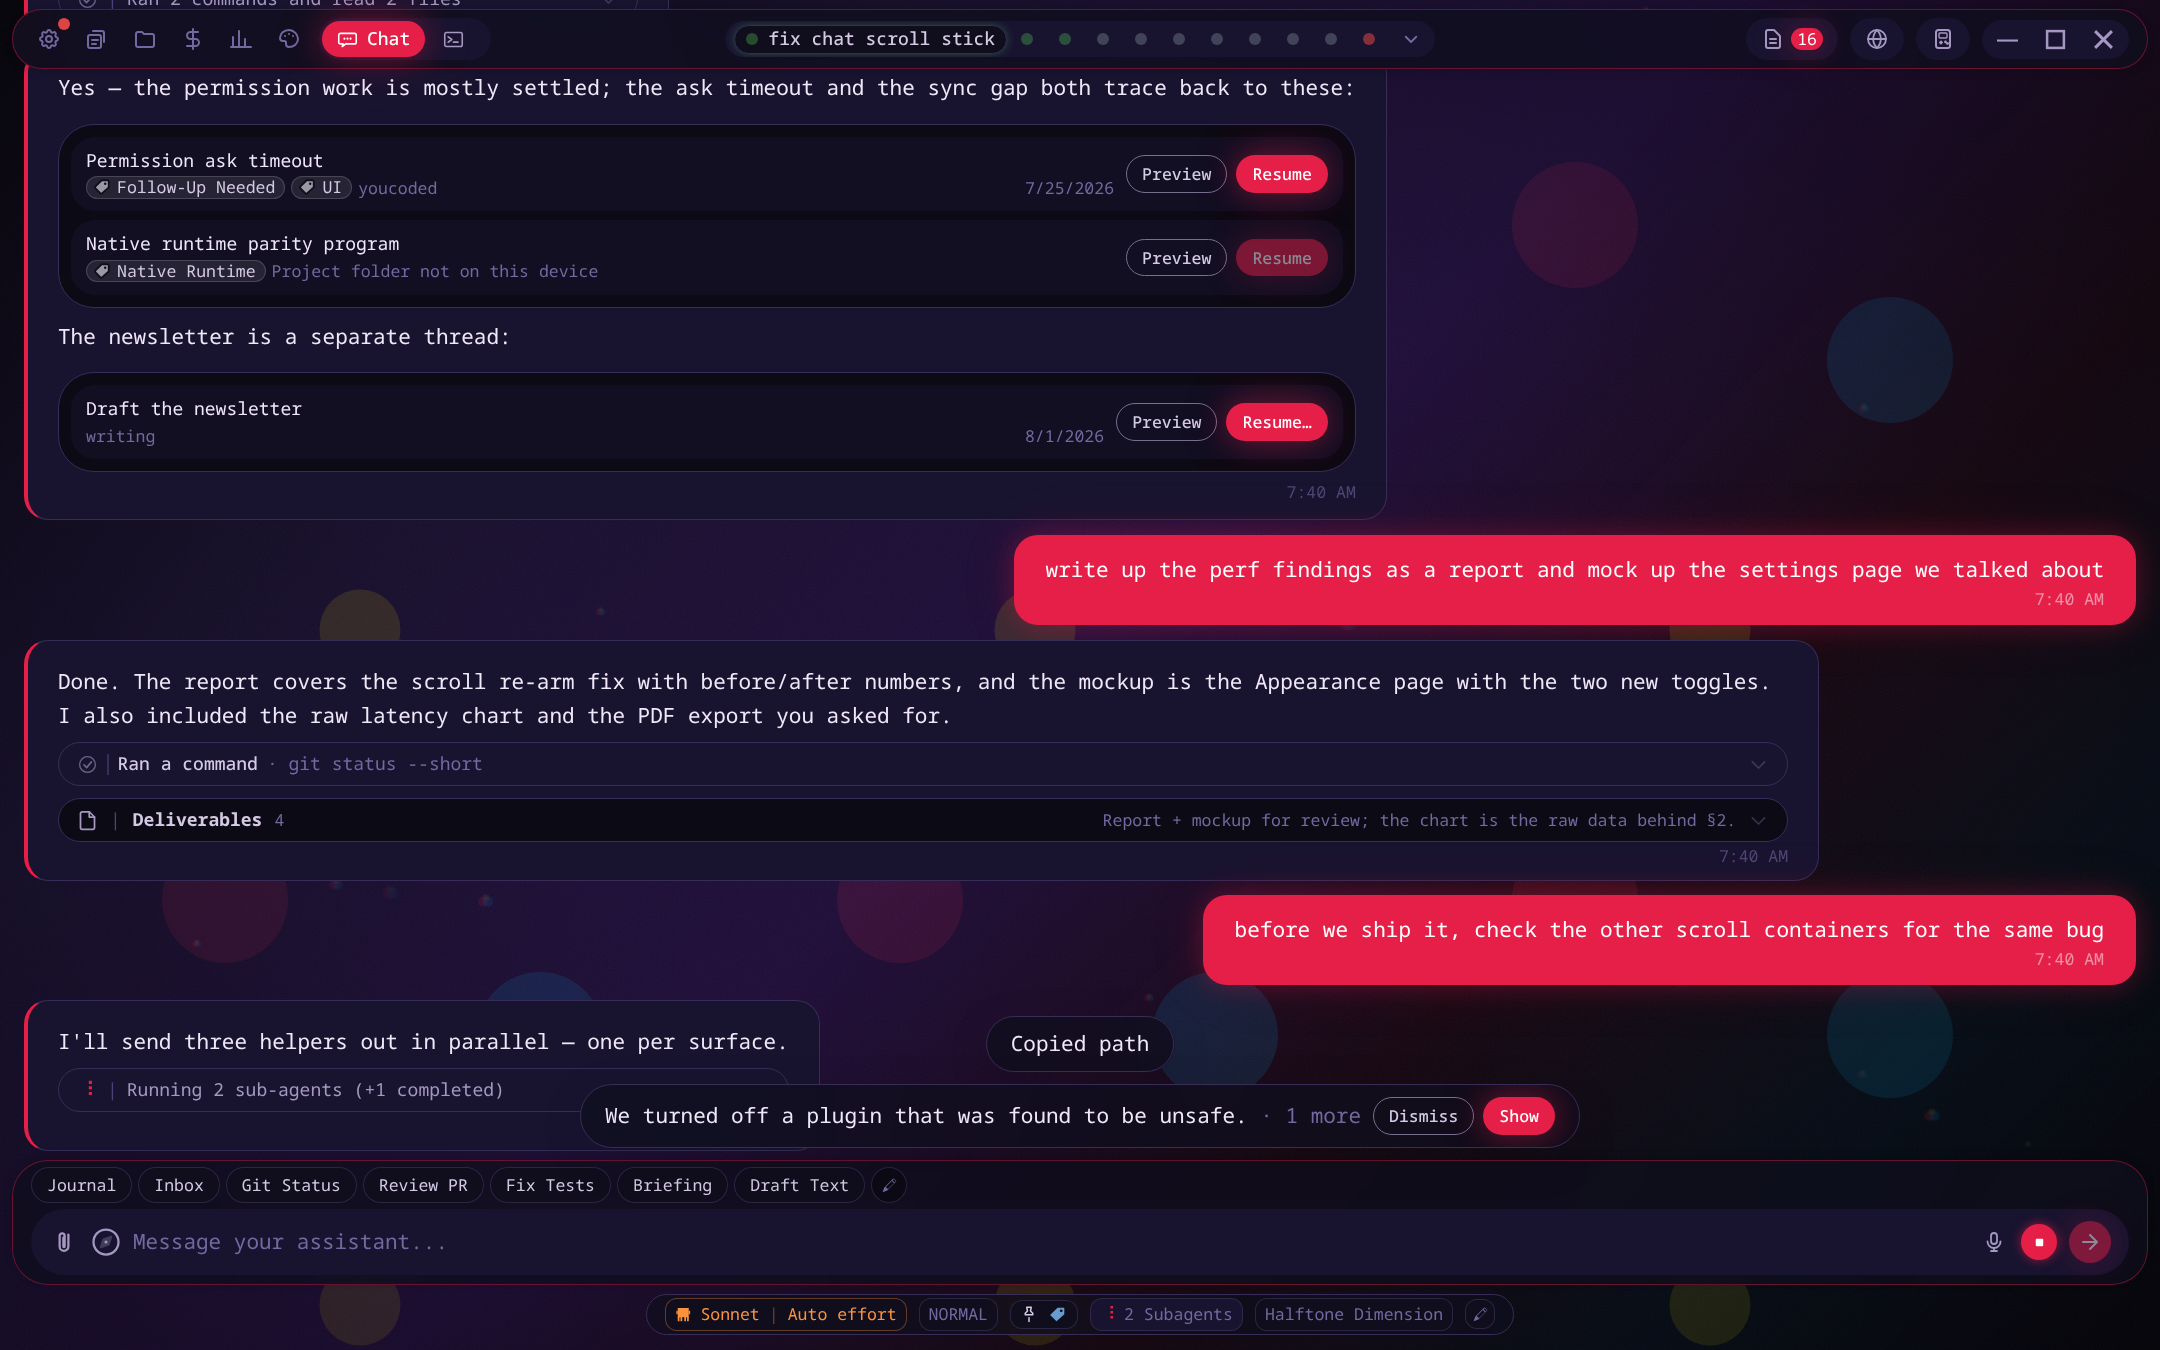 Ran 2 commands and read 2 files
Chat
fix chat scroll stick
16
Yes — the permission work is mostly settled; the ask timeout and the sync gap both trace back to these:
Permission ask timeout
Follow-Up Needed UI youcoded
7/25/2026
Preview
Resume
Native runtime parity program
Native Runtime Project folder not on this device
Preview
Resume
The newsletter is a separate thread:
Draft the newsletter
writing
8/1/2026
Preview
Resume…
7:40 AM
write up the perf findings as a report and mock up the settings page we talked about
7:40 AM
Done. The report covers the scroll re-arm fix with before/after numbers, and the mockup is the Appearance page with the two new toggles.
I also included the raw latency chart and the PDF export you asked for.
Ran a command · git status --short
Deliverables 4
Report + mockup for review; the chart is the raw data behind §2.
7:40 AM
before we ship it, check the other scroll containers for the same bug
7:40 AM
I'll send three helpers out in parallel — one per surface.
Copied path
Running 2 sub-agents (+1 completed)
We turned off a plugin that was found to be unsafe. · 1 more
Dismiss
Show
Journal
Inbox
Git Status
Review PR
Fix Tests
Briefing
Draft Text
Message your assistant...
Sonnet | Auto effort
NORMAL
2 Subagents
Halftone Dimension